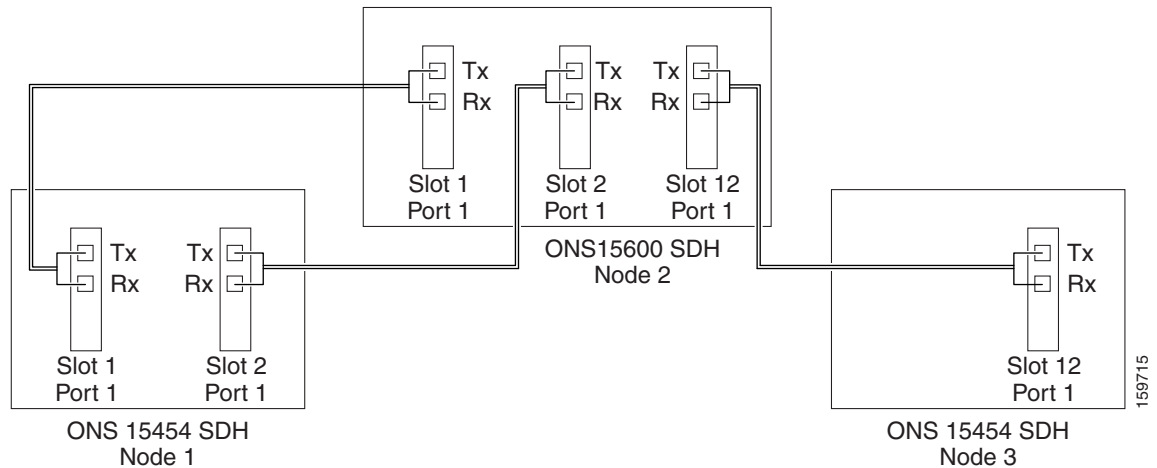 Tx Tx Tx
Rx Rx Rx
Slot 1 Slot 2 Slot 12
Port 1 Port 1 Port 1
ONS15600 SDH
Node 2
Tx Tx
Rx Rx
Slot 1 Slot 2
Port 1 Port 1
ONS 15454 SDH
Node 1
Tx
Rx
Slot 12
Port 1
ONS 15454 SDH
Node 3
159715